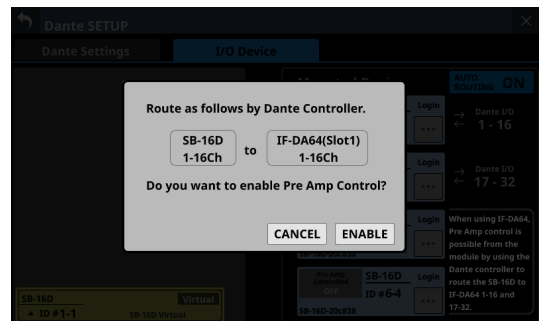 Dante SETUP
Dante Settings
I/O Device
AUTO
ROUTING ON
Login
...
Dante I/O
1 - 16
Route as follows by Dante Controller.
SB-16D
1-16Ch
to
IF-DA64(Slot1)
1-16Ch
Do you want to enable Pre Amp Control?
CANCEL
ENABLE
Login
...
Dante I/O
17 - 32
Login
...
When using IF-DA64,
Pre Amp control is
possible from the
module by using the
Dante controller to
route the SB-16D to
IF-DA64 1-16 and
17-32.
SB-16D-20c838
Pre Amp
Controlled
OFF
SB-16D
ID #6-4
Login
...
SB-16D-20c838
SB-16D
Virtual
ID #1-1
SB-16D Virtual